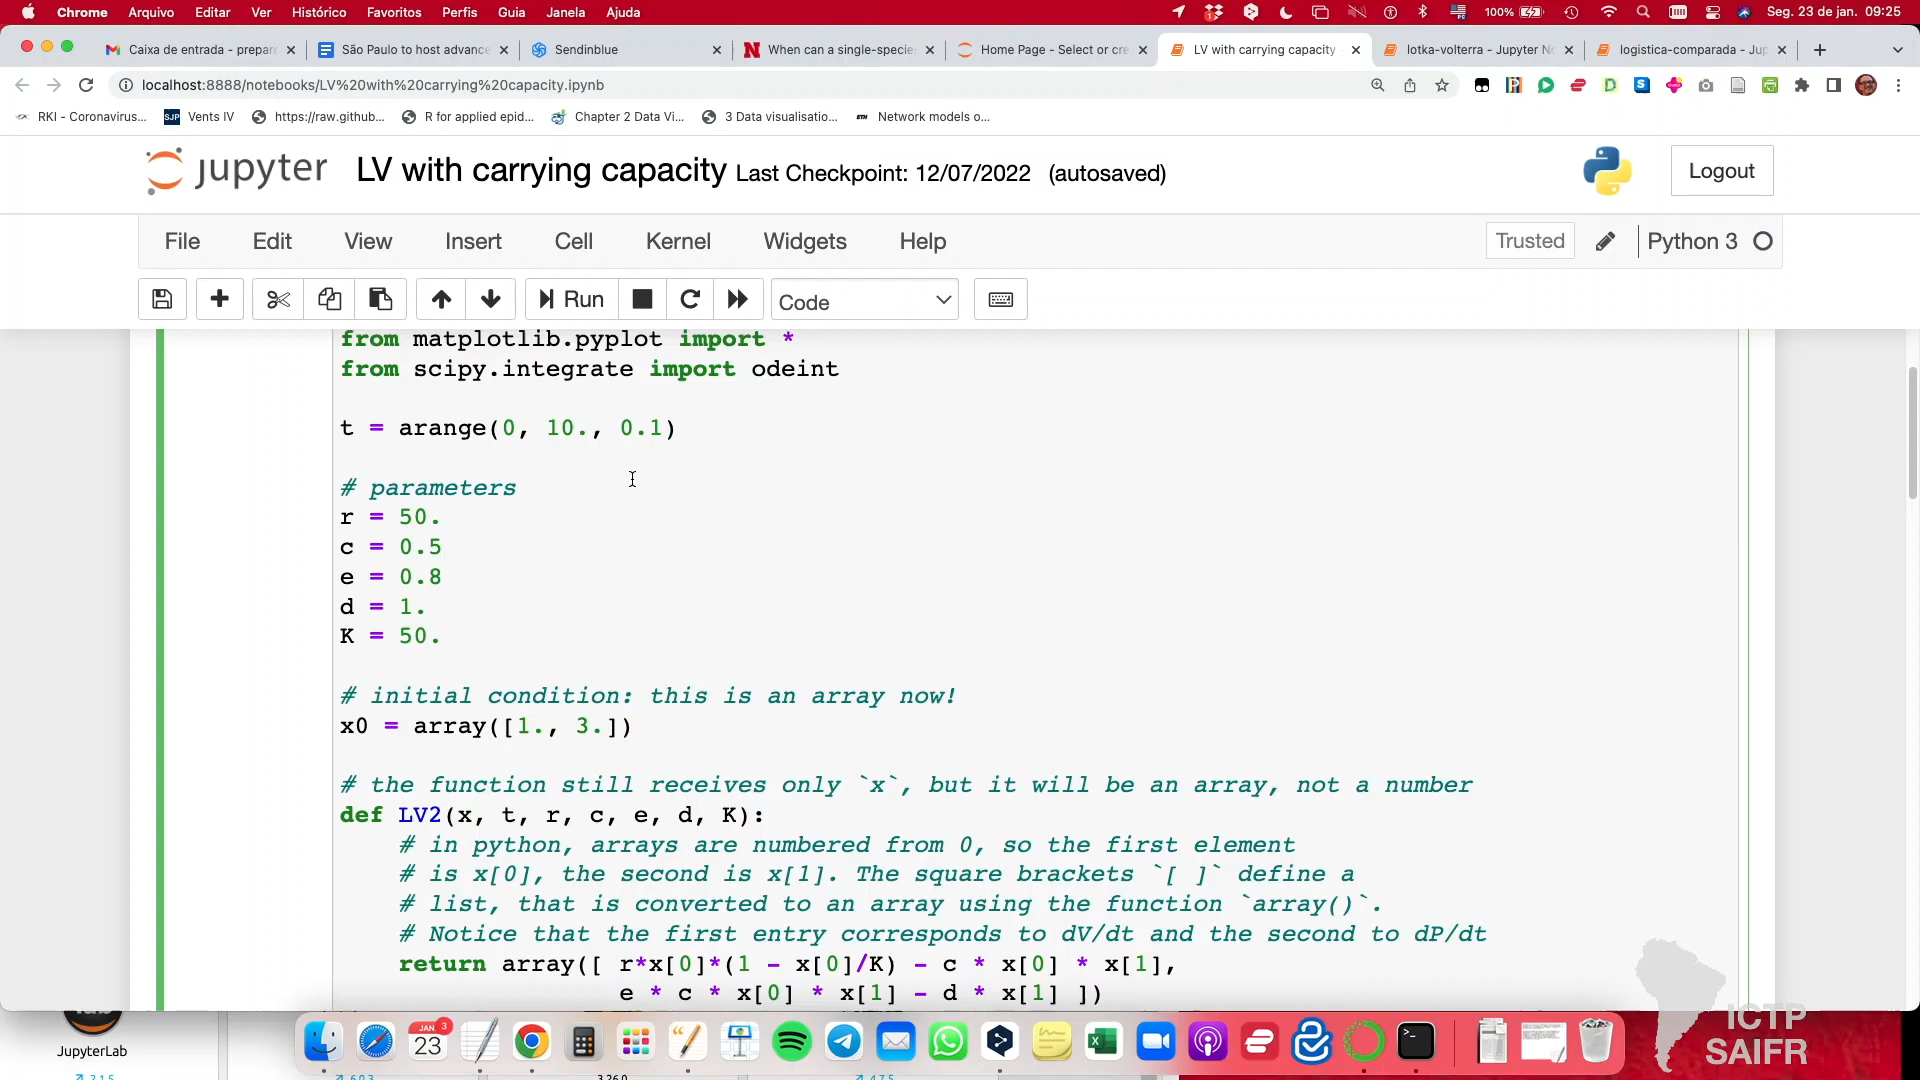 Chrome Arquivo Editar Ver Histórico Favoritos Perfis Guia Janela Ajuda 100% Seg. 23 de jan. 09:25
Caixa de entrada - prepare São Paulo to host advance Sendinblue When can a single-specie Home Page - Select or cre LV with carrying capacity lotka-volterra - Jupyter No logistica-comparada - Jup
localhost:8888/notebooks/LV%20with%20carrying%20capacity.ipynb
RKI - Coronavirus... SJP Vents IV https://raw.github... R for applied epid... Chapter 2 Data Vi... 3 Data visualisatio... ETH Network models o...
jupyter LV with carrying capacity Last Checkpoint: 12/07/2022 (autosaved) Logout
File Edit View Insert Cell Kernel Widgets Help Trusted Python 3
Run Code
from matplotlib.pyplot import *
from scipy.integrate import odeint
t = arange(0, 10., 0.1)
# parameters
r = 50.
c = 0.5
e = 0.8
d = 1.
K = 50.
# initial condition: this is an array now!
x0 = array([1., 3.])
# the function still receives only `x`, but it will be an array, not a number
def LV2(x, t, r, c, e, d, K):
# in python, arrays are numbered from 0, so the first element
# is x[0], the second is x[1]. The square brackets `[ ]` define a
# list, that is converted to an array using the function `array()`.
# Notice that the first entry corresponds to dV/dt and the second to dP/dt
return array([ r*x[0]*(1 - x[0]/K) - c * x[0] * x[1],
e * c * x[0] * x[1] - d * x[1] ])
JAN. 3
23
JupyterLab
ICTP
SAIFR